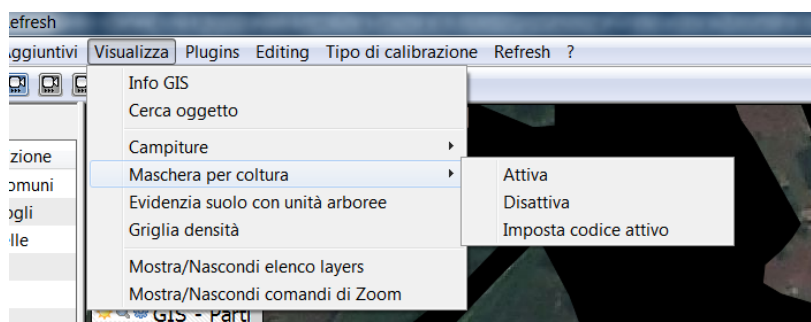 efresh
Aggiuntivi Visualizza Plugins Editing Tipo di calibrazione Refresh ?
Info GIS
Cerca oggetto
zione
Campiture
Maschera per coltura Attiva
omuni
Evidenzia suolo con unità arboree Disattiva
ogli
Griglia densità Imposta codice attivo
lle
Mostra/Nascondi elenco layers
Mostra/Nascondi comandi di Zoom
GIS - Parti